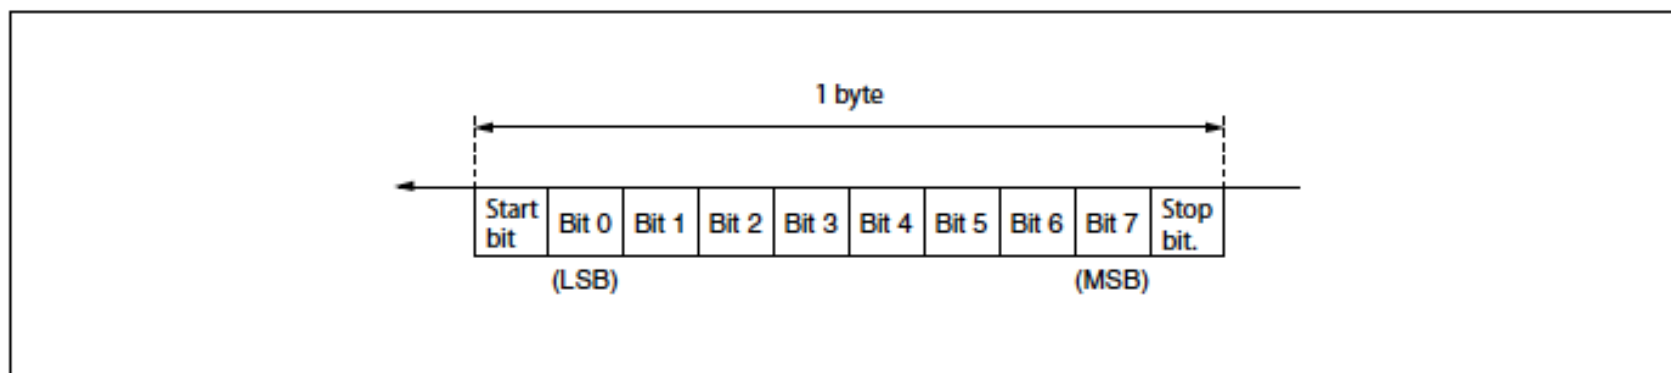 1 byte
Start bit Bit 0 Bit 1 Bit 2 Bit 3 Bit 4 Bit 5 Bit 6 Bit 7 Stop bit.
(LSB) (MSB)